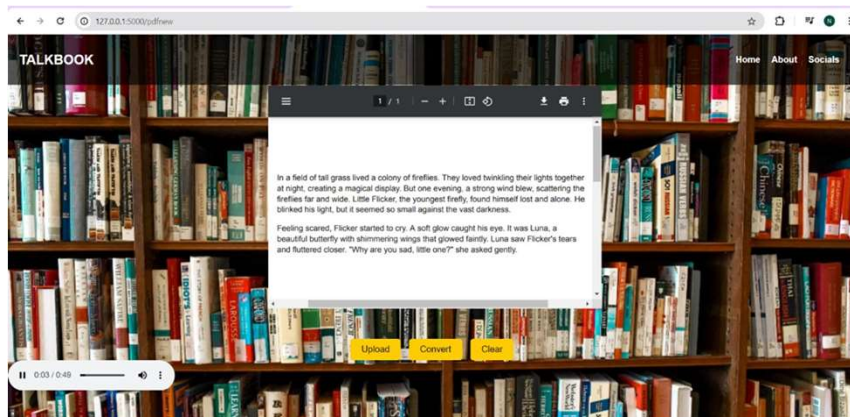 127.0.0.1:5000/pdfnew
TALKBOOK
Home About Socials
1 / 1
In a field of tall grass lived a colony of fireflies. They loved twinkling their lights together
at night, creating a magical display. But one evening, a strong wind blew, scattering the
fireflies far and wide. Little Flicker, the youngest firefly, found himself lost and alone. He
blinked his light, but it seemed so small against the vast darkness.
Feeling scared, Flicker started to cry. A soft glow caught his eye. It was Luna, a
beautiful butterfly with shimmering wings that glowed faintly. Luna saw Flicker's tears
and fluttered closer. "Why are you sad, little one?" she asked gently.
Upload Convert Clear
0:03 / 0:49
Chinese
LAROUSSE